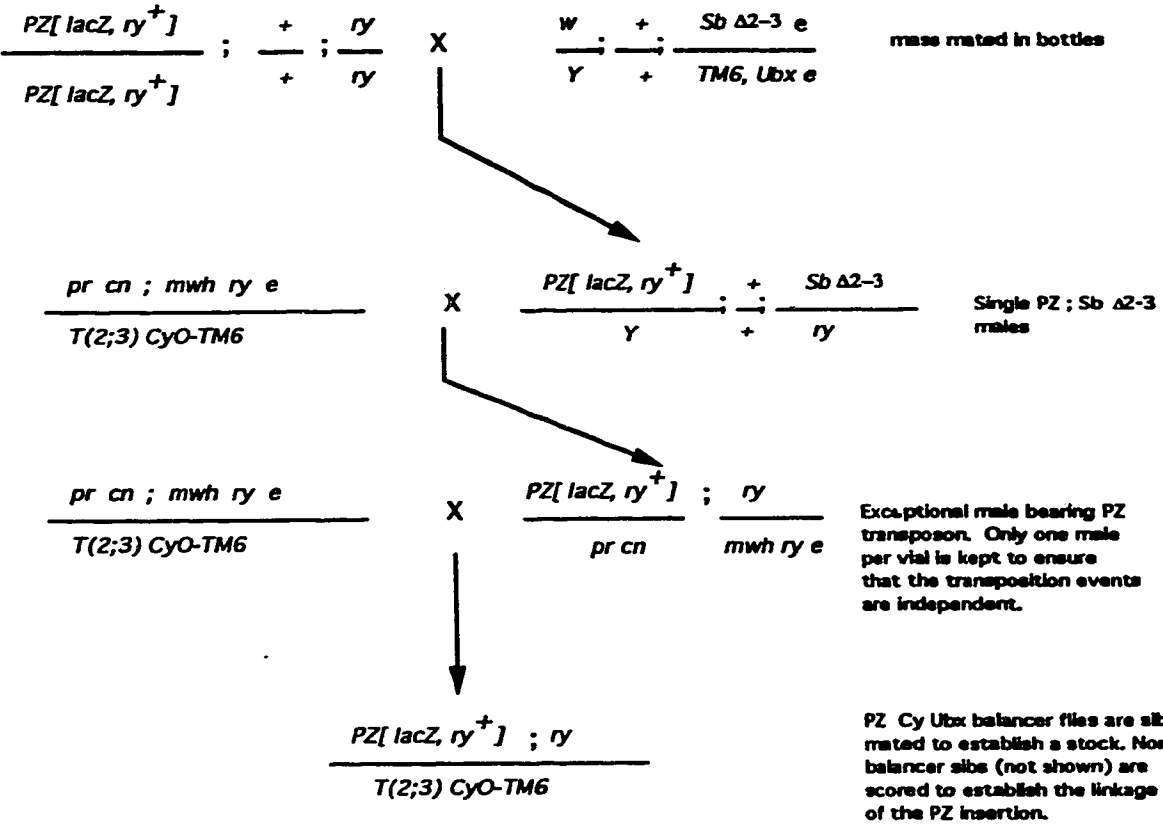 PZ[ lacZ, ry+ ] ; + ; ry X w ; + ; Sb Δ2–3 e mass mated in bottles
PZ[ lacZ, ry+ ] + ry Y + TM6, Ubx e
pr cn ; mwh ry e X PZ[ lacZ, ry+ ] ; + ; Sb Δ2–3 Single PZ ; Sb Δ2-3
T(2;3) CyO-TM6 Y + ry males
pr cn ; mwh ry e X PZ[ lacZ, ry+ ] ; ry
T(2;3) CyO-TM6 pr cn mwh ry e
Exceptional male bearing PZ
transposon. Only one male
per vial is kept to ensure
that the transposition events
are independent.
PZ[ lacZ, ry+ ] ; ry
T(2;3) CyO-TM6
PZ Cy Ubx balancer flies are sib
mated to establish a stock. Non
balancer sibs (not shown) are
scored to establish the linkage
of the PZ insertion.